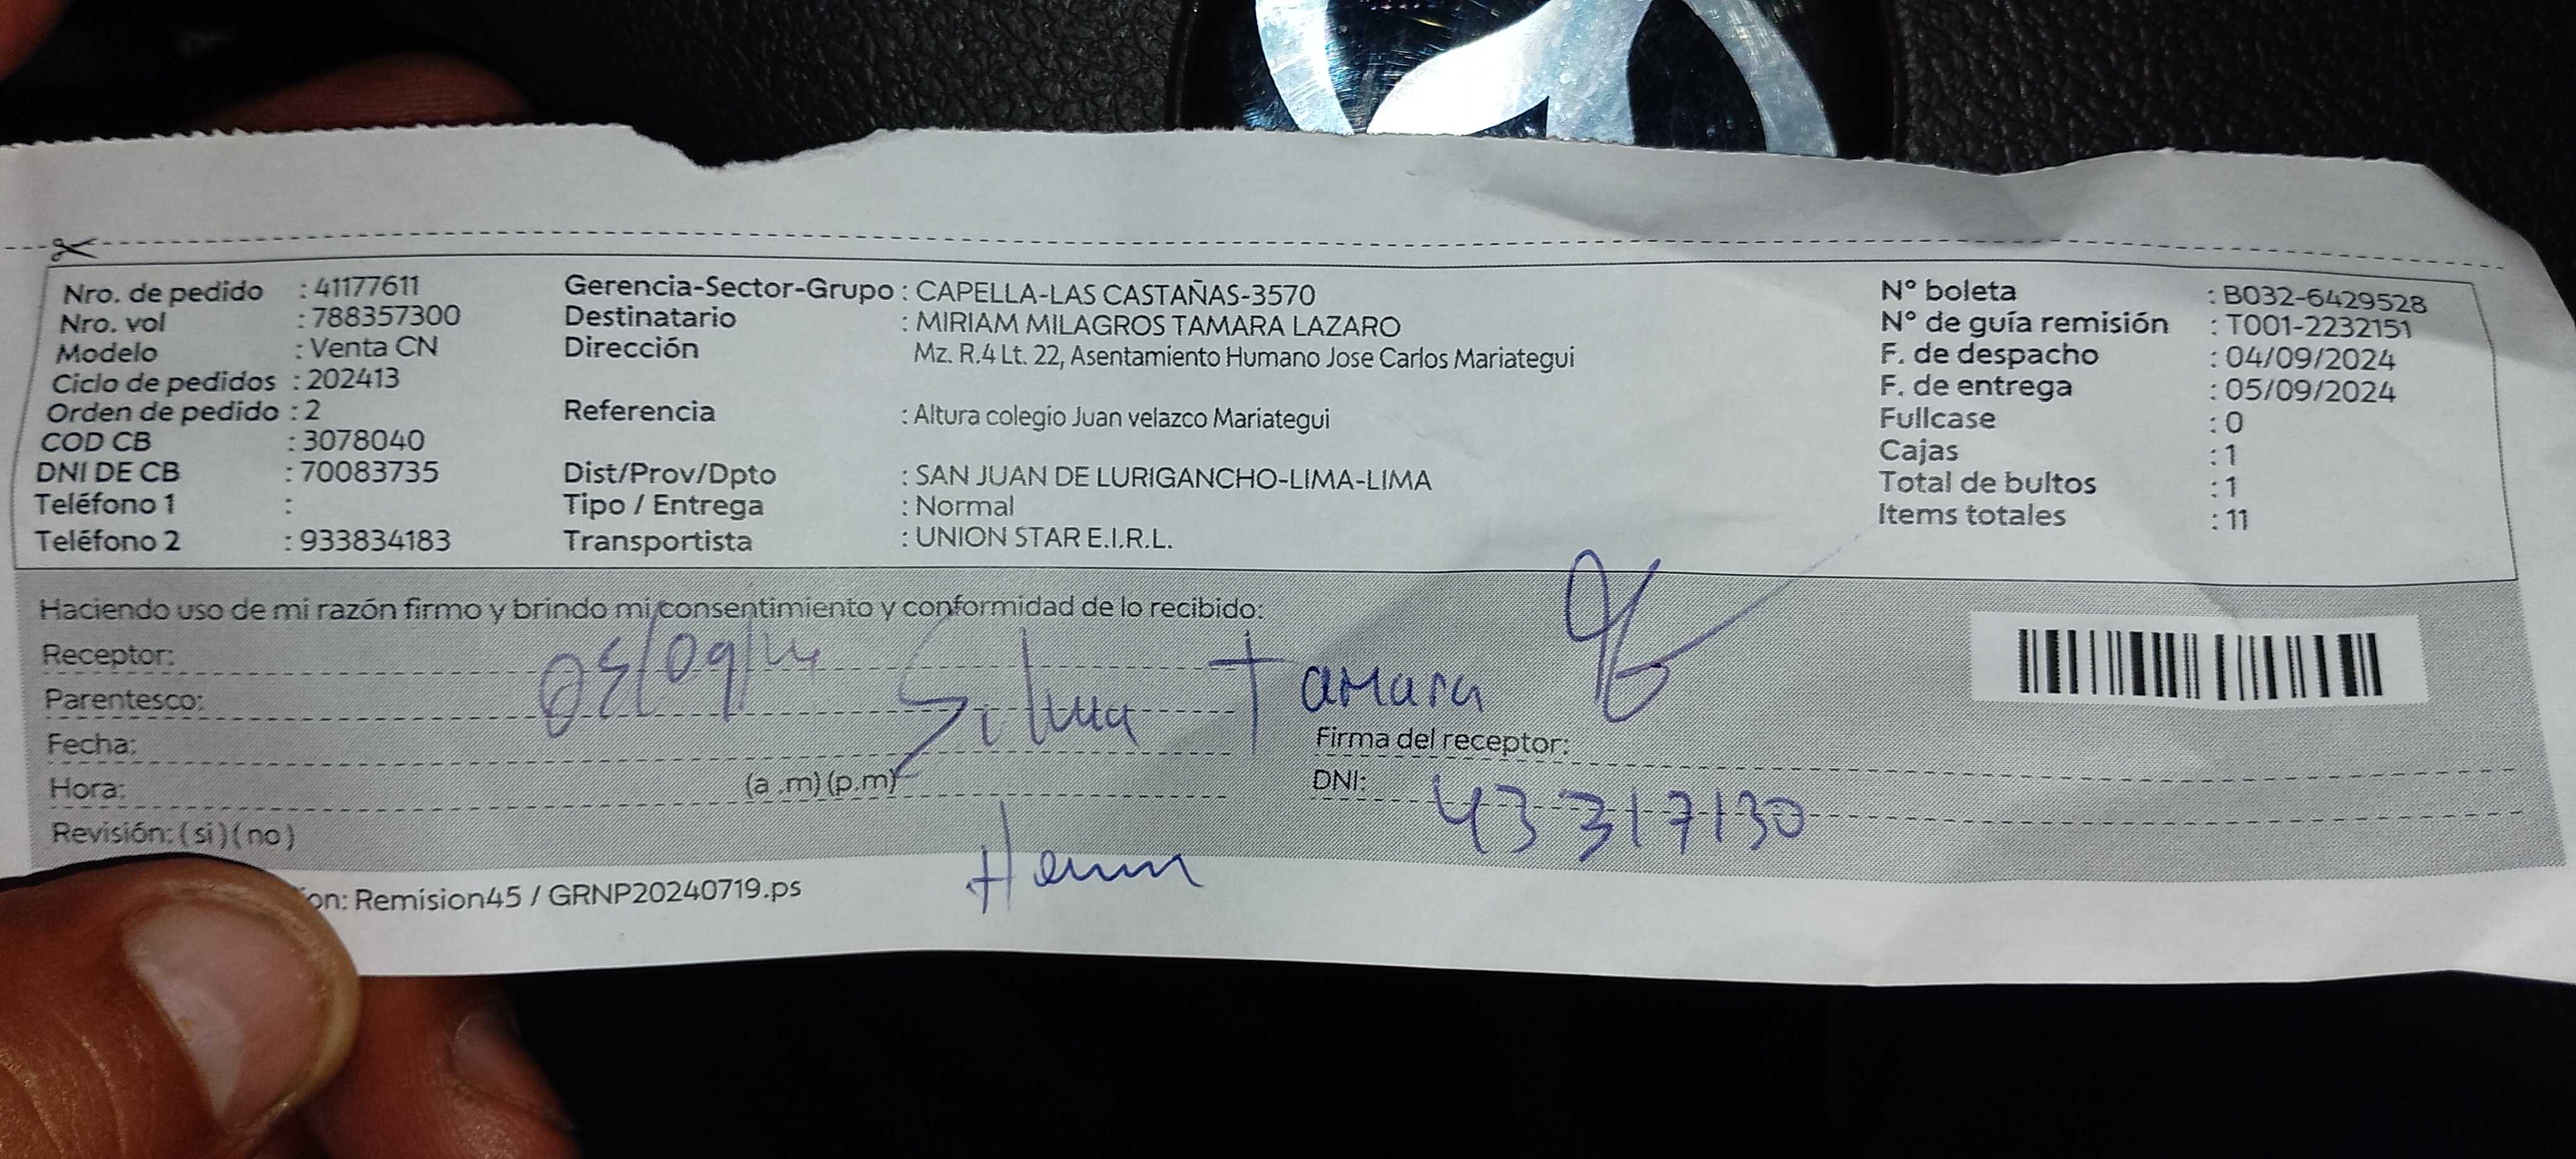 Nro. de pedido : 41177611
Nro. vol : 788357300
Modelo : Venta CN
Ciclo de pedidos : 202413
Orden de pedido : 2
COD CB : 3078040
DNI DE CB : 70083735
Teléfono 1 :
Teléfono 2 : 933834183
Gerencia-Sector-Grupo : CAPELLA-LAS CASTAÑAS-3570
Destinatario : MIRIAM MILAGROS TAMARA LAZARO
Dirección Mz. R.4 Lt. 22, Asentamiento Humano Jose Carlos Mariategui
Referencia : Altura colegio Juan velazco Mariategui
Dist/Prov/Dpto : SAN JUAN DE LURIGANCHO-LIMA-LIMA
Tipo / Entrega : Normal
Transportista : UNION STAR E.I.R.L.
N° boleta : B032-6429528
N° de guía remisión : T001-2232151
F. de despacho : 04/09/2024
F. de entrega : 05/09/2024
Fullcase : 0
Cajas : 1
Total de bultos : 1
Items totales : 11
Haciendo uso de mi razón firmo y brindo mi consentimiento y conformidad de lo recibido:
Receptor:
Parentesco:
05/09/24 Silvia Tamara
Fecha:
Hora: (a .m) (p.m)
Revisión: ( si ) ( no )
Firma del receptor:
DNI: 43317130
on: Remision45 / GRNP20240719.ps